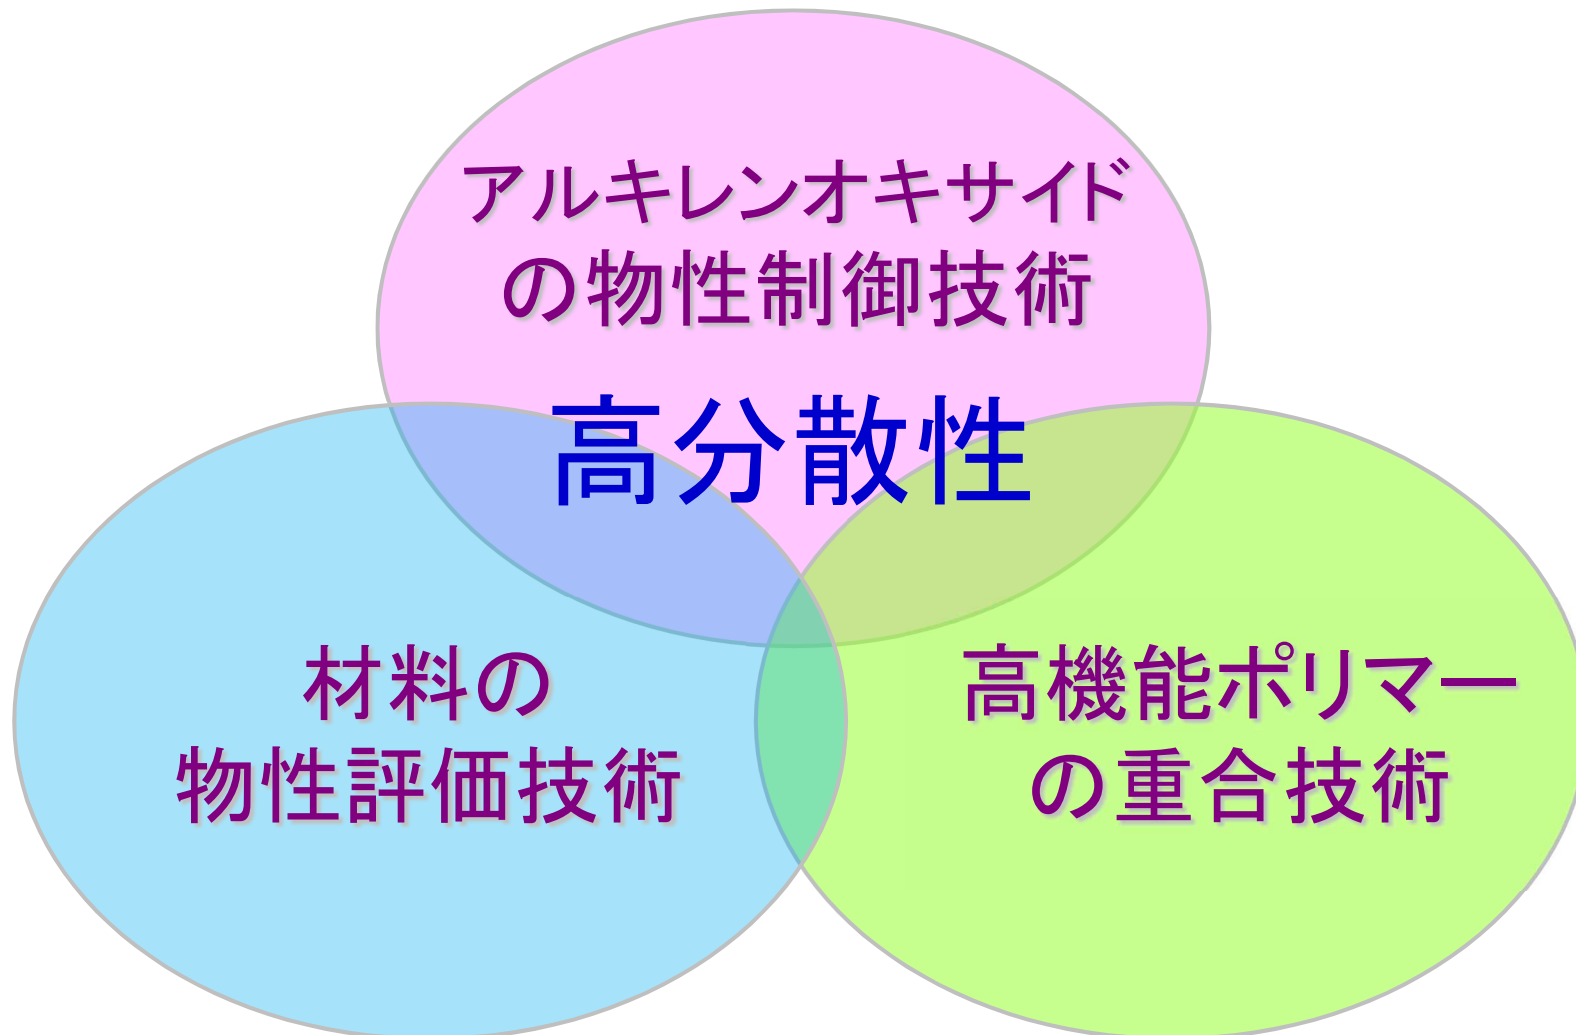 アルキレンオキサイド
の物性制御技術
高分散性
材料の
物性評価技術
高機能ポリマー
の重合技術